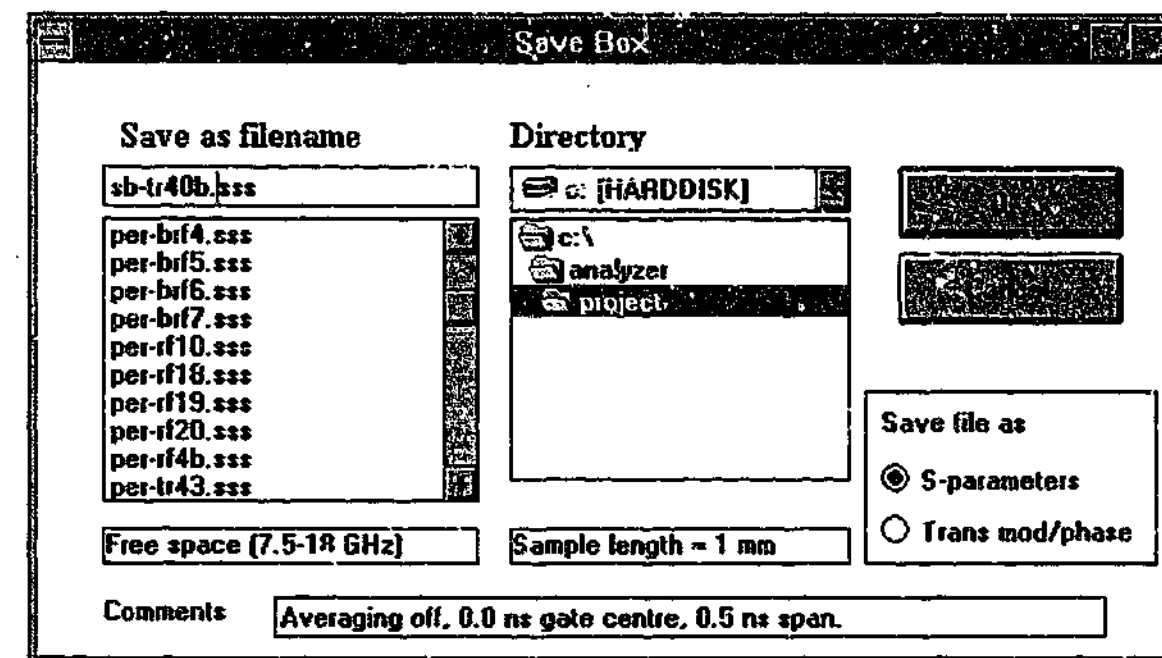 Save Box
Save as filename
Directory
sb-tr40b.sss
c: [HARDDISK]
per-brf4.sss
per-brf5.sss
per-brf6.sss
per-brf7.sss
per-rf10.sss
per-rf18.sss
per-rf19.sss
per-rf20.sss
per-rf4b.sss
per-tr43.sss
c:\
analyzer
project
Save file as
S-parameters
Trans mod/phase
Free space (7.5-18 GHz)
Sample length = 1 mm
Comments
Averaging off, 0.0 ns gate centre, 0.5 ns span.